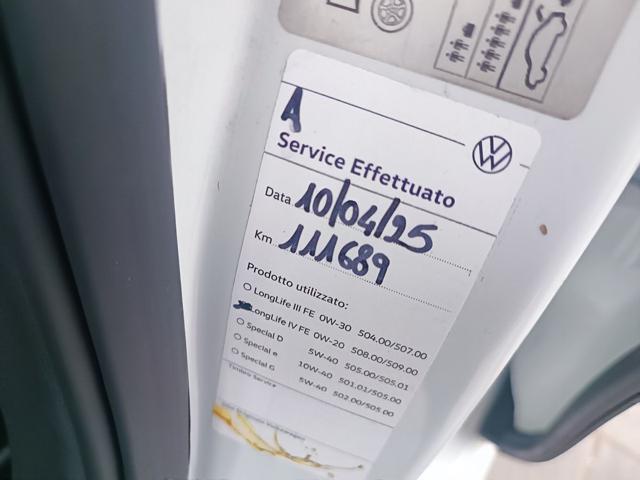 A
Service Effettuato
Data 10/04/25
Km 111689
Prodotto utilizzato:
LongLife III FE 0W-30 504.00/507.00
LongLife IV FE 0W-20 508.00/509.00
Special D 5W-40 505.00/505.01
Special e 10W-40 501.01/505.00
Special G 5W-40 502.00/505.00
Timbro Service